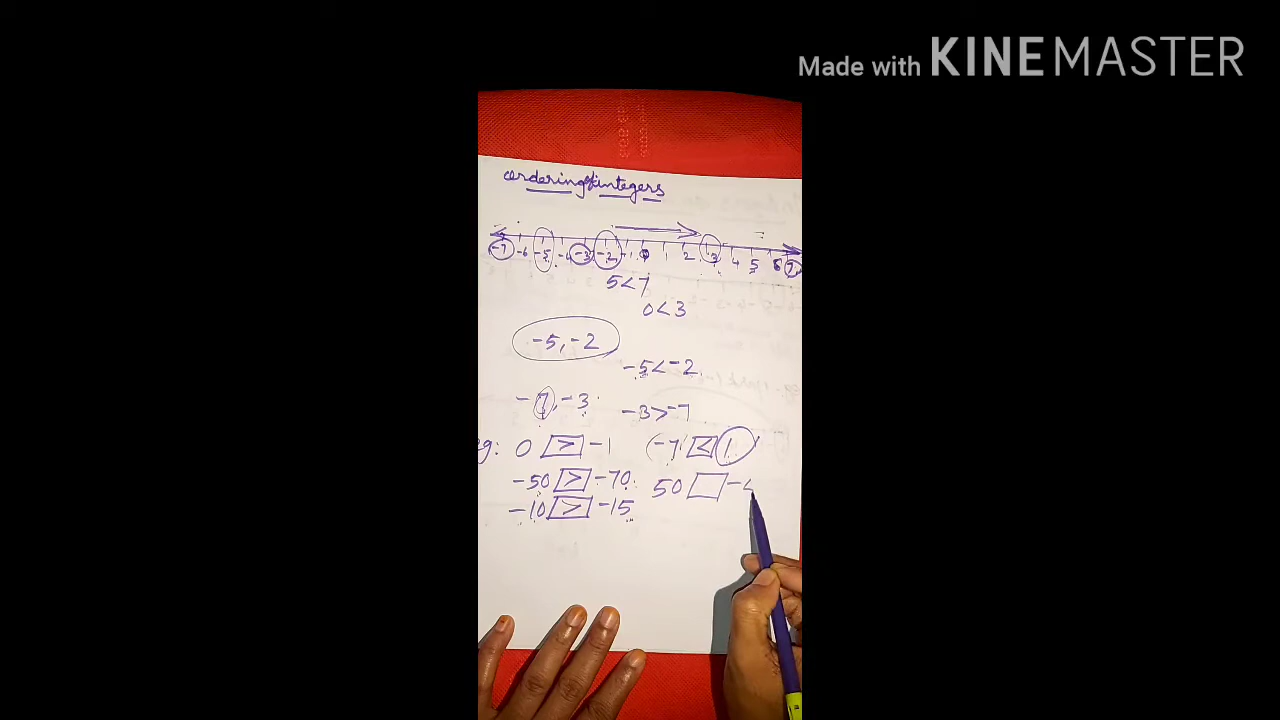 Made with KINEMASTER
ordering of integers
-7 -6 -5 -4 -3 -2 -1 0 1 2 3 4 5 6 7
5<7
0<3
-5, -2
-5<-2
-7, -3 -3>-7
eg: 0 > -1 (-7 < 1)
-50 > -70 50 □ -4
-10 > -15